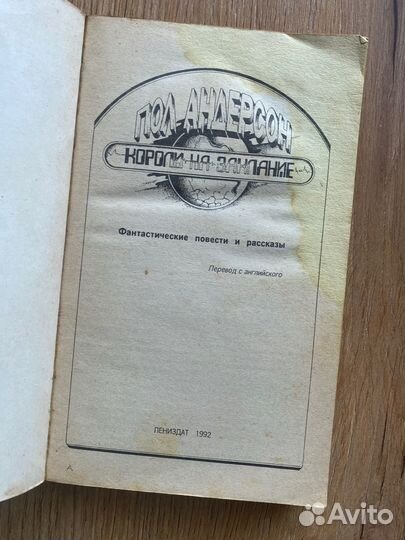 ПОЛ АНДЕРСОН
КОРОЛИ НА ЗАКЛАНИЕ
Фантастические повести и рассказы
Перевод с английского
ЛЕНИЗДАТ 1992
Avito